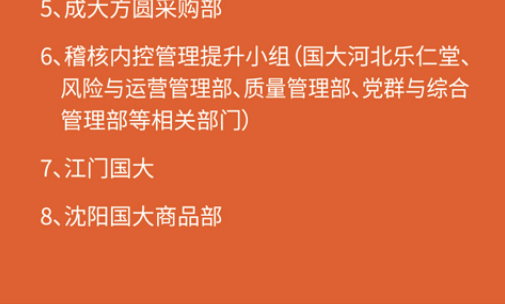 5、成大方圆采购部
6、稽核内控管理提升小组（国大河北乐仁堂、
风险与运营管理部、质量管理部、党群与综合
管理部等相关部门）
7、江门国大
8、沈阳国大商品部